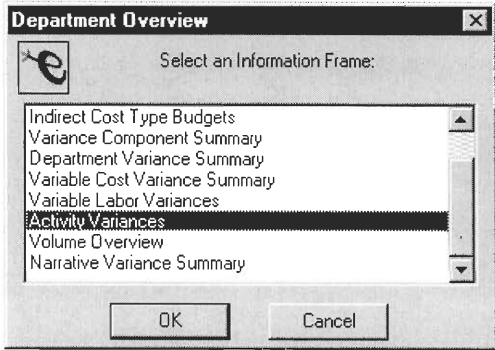 Department Overview
Select an Information Frame:
Indirect Cost Type Budgets
Variance Component Summary
Department Variance Summary
Variable Cost Variance Summary
Variable Labor Variances
Activity Variances
Volume Overview
Narrative Variance Summary
OK
Cancel